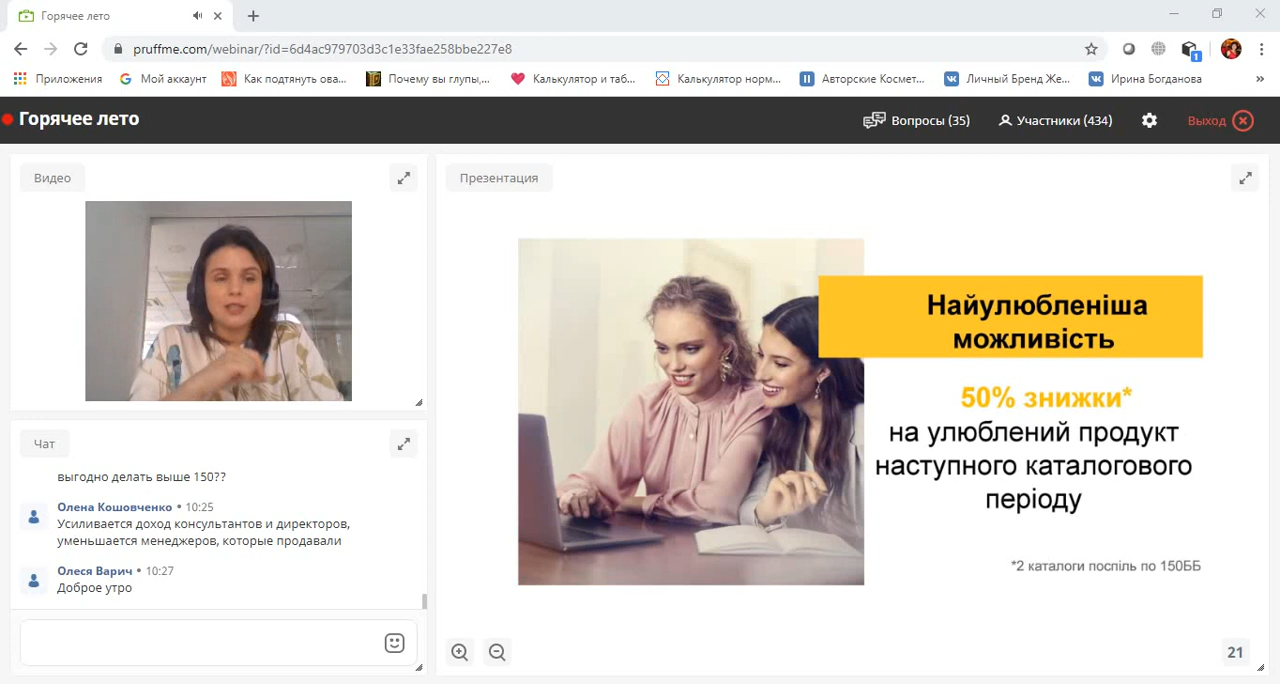 Горячее лето
pruffme.com/webinar/?id=6d4ac979703d3c1e33fae258bbe227e8
Приложения
Мой аккаунт
Как подтянуть ова...
Почему вы глупы,...
Калькулятор и таб...
Калькулятор норм...
Авторские Космет...
Личный Бренд Же...
Ирина Богданова
»
1
Горячее лето
Вопросы (35)
Участники (434)
Выход
Видео
Презентация
Найулюбленіша
можливість
50% знижки*
на улюблений продукт
наступного каталогового
періоду
*2 каталоги поспіль по 150ББ
21
Чат
выгодно делать выше 150??
Олена Кошовченко • 10:25
Усиливается доход консультантов и директоров,
уменьшается менеджеров, которые продавали
Олеся Варич • 10:27
Доброе утро